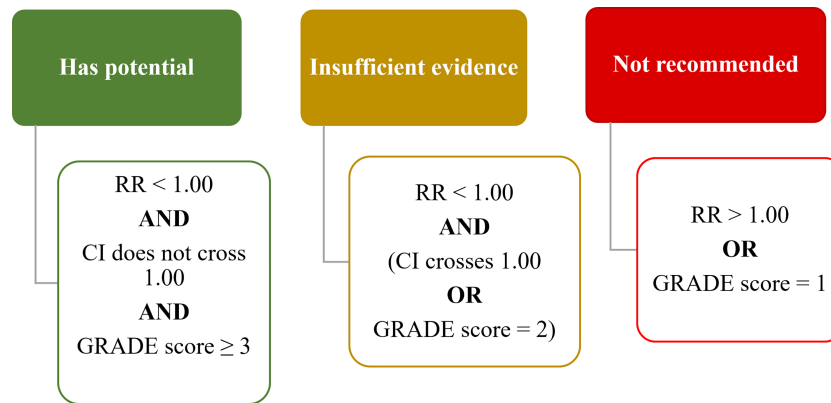 Has potential
RR < 1.00
AND
CI does not cross
1.00
AND
GRADE score ≥ 3
Insufficient evidence
RR < 1.00
AND
(CI crosses 1.00
OR
GRADE score = 2)
Not recommended
RR > 1.00
OR
GRADE score = 1